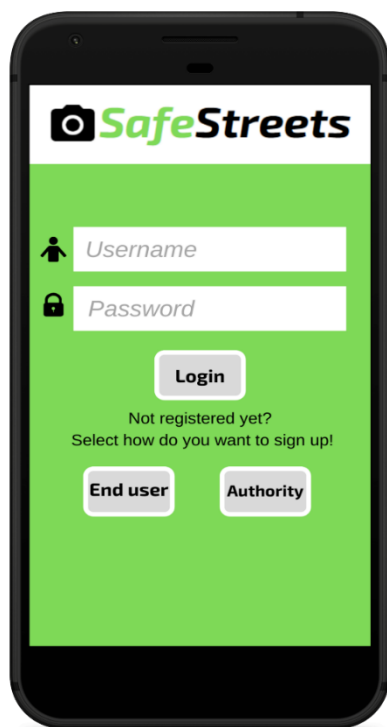 SafeStreets
Username
Password
Login
Not registered yet?
Select how do you want to sign up!
End user
Authority